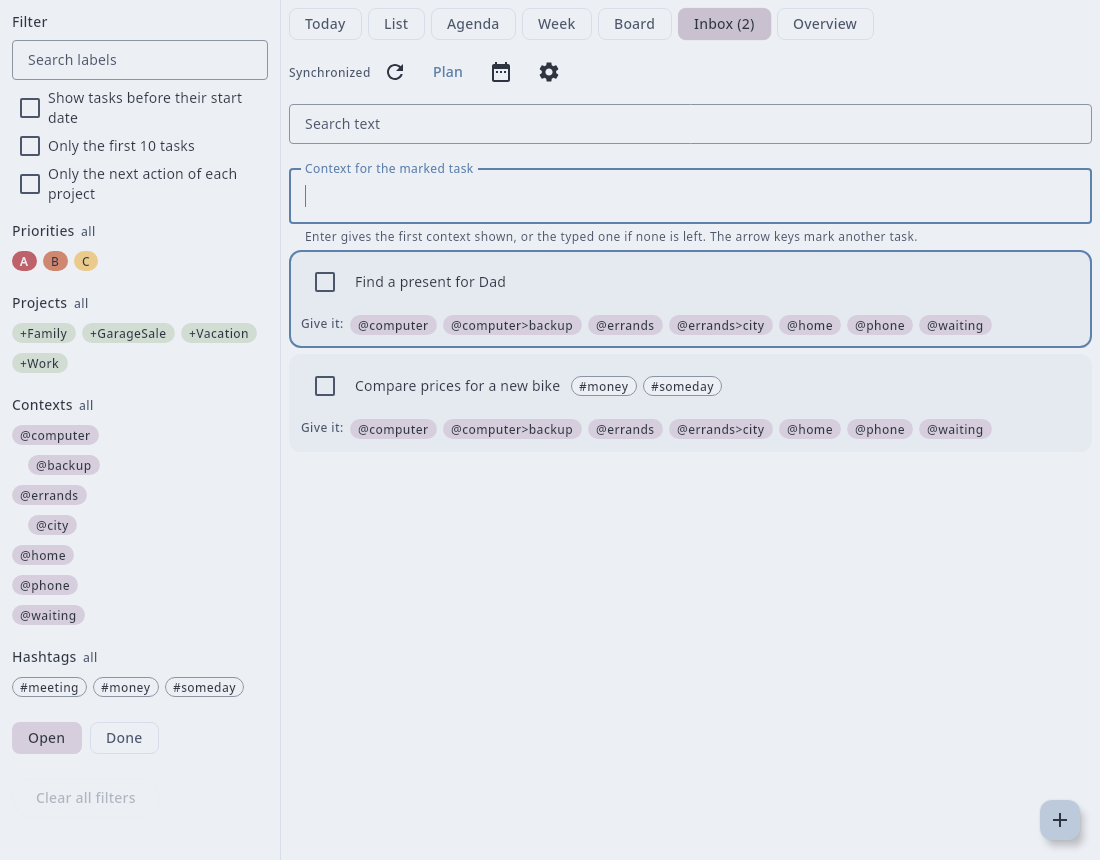 Filter
Search labels
Show tasks before their start
date
Only the first 10 tasks
Only the next action of each
project
Priorities all
A B C
Projects all
+Family +GarageSale +Vacation
+Work
Contexts all
@computer
@backup
@errands
@city
@home
@phone
@waiting
Hashtags all
#meeting #money #someday
Open Done
Clear all filters
Today List Agenda Week Board Inbox (2) Overview
Synchronized Plan
Search text
Context for the marked task
Enter gives the first context shown, or the typed one if none is left. The arrow keys mark another task.
Find a present for Dad
Give it: @computer @computer>backup @errands @errands>city @home @phone @waiting
Compare prices for a new bike #money #someday
Give it: @computer @computer>backup @errands @errands>city @home @phone @waiting